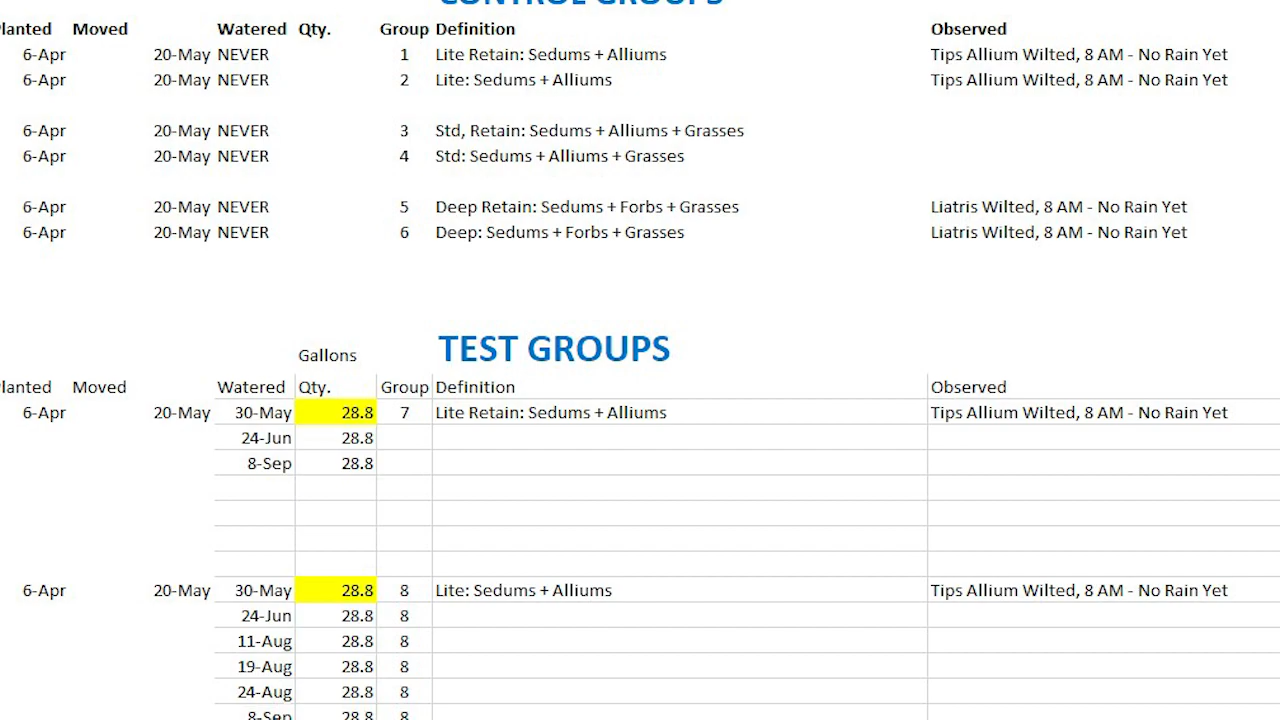 CONTROL GROUPS
Planted Moved Watered Qty. Group Definition Observed
6-Apr 20-May NEVER 1 Lite Retain: Sedums + Alliums Tips Allium Wilted, 8 AM - No Rain Yet
6-Apr 20-May NEVER 2 Lite: Sedums + Alliums Tips Allium Wilted, 8 AM - No Rain Yet
6-Apr 20-May NEVER 3 Std, Retain: Sedums + Alliums + Grasses
6-Apr 20-May NEVER 4 Std: Sedums + Alliums + Grasses
6-Apr 20-May NEVER 5 Deep Retain: Sedums + Forbs + Grasses Liatris Wilted, 8 AM - No Rain Yet
6-Apr 20-May NEVER 6 Deep: Sedums + Forbs + Grasses Liatris Wilted, 8 AM - No Rain Yet
Gallons TEST GROUPS
Planted Moved Watered Qty. Group Definition Observed
6-Apr 20-May 30-May 28.8 7 Lite Retain: Sedums + Alliums Tips Allium Wilted, 8 AM - No Rain Yet
24-Jun 28.8
8-Sep 28.8
6-Apr 20-May 30-May 28.8 8 Lite: Sedums + Alliums Tips Allium Wilted, 8 AM - No Rain Yet
24-Jun 28.8 8
11-Aug 28.8 8
19-Aug 28.8 8
24-Aug 28.8 8
8-Sep 28.8 8